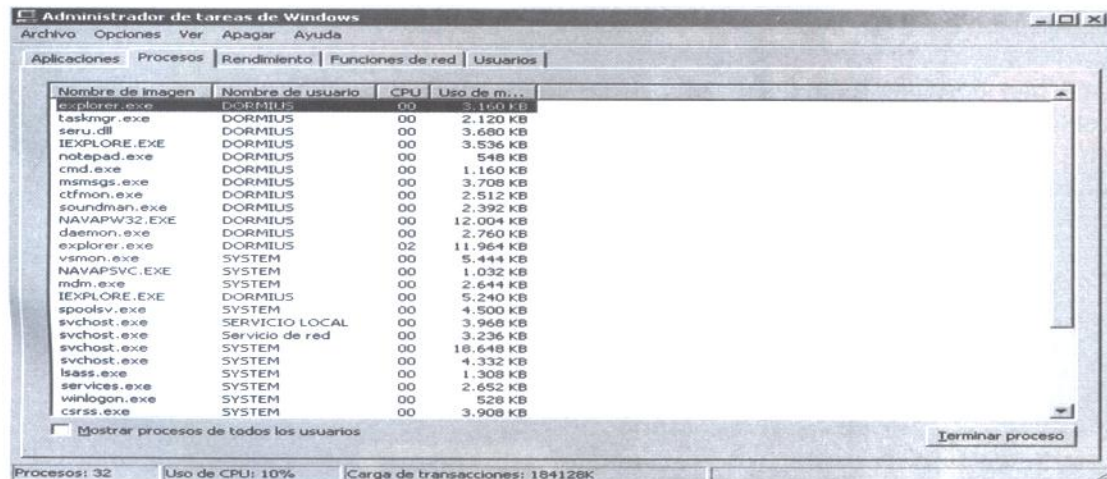 Administrador de tareas de Windows
Archivo Opciones Ver Apagar Ayuda
Aplicaciones Procesos Rendimiento Funciones de red Usuarios
Nombre de imagen Nombre de usuario CPU Uso de m...
explorer.exe DORMIUS 00 3.160 KB
taskmgr.exe DORMIUS 00 2.120 KB
seru.dll DORMIUS 00 3.680 KB
IEXPLORE.EXE DORMIUS 00 3.536 KB
notepad.exe DORMIUS 00 548 KB
cmd.exe DORMIUS 00 1.160 KB
msmsgs.exe DORMIUS 00 3.708 KB
ctfmon.exe DORMIUS 00 2.512 KB
soundman.exe DORMIUS 00 2.392 KB
NAVAPW32.EXE DORMIUS 00 12.004 KB
daemon.exe DORMIUS 00 2.760 KB
explorer.exe DORMIUS 02 11.964 KB
vsmon.exe SYSTEM 00 5.444 KB
NAVAPSVC.EXE SYSTEM 00 1.032 KB
mdm.exe SYSTEM 00 2.644 KB
IEXPLORE.EXE DORMIUS 00 5.240 KB
spoolsv.exe SYSTEM 00 4.500 KB
svchost.exe SERVICIO LOCAL 00 3.968 KB
svchost.exe Servicio de red 00 3.236 KB
svchost.exe SYSTEM 00 18.648 KB
svchost.exe SYSTEM 00 4.332 KB
lsass.exe SYSTEM 00 1.308 KB
services.exe SYSTEM 00 2.652 KB
winlogon.exe SYSTEM 00 528 KB
csrss.exe SYSTEM 00 3.908 KB
Mostrar procesos de todos los usuarios
Terminar proceso
Procesos: 32 Uso de CPU: 10% Carga de transacciones: 184128K